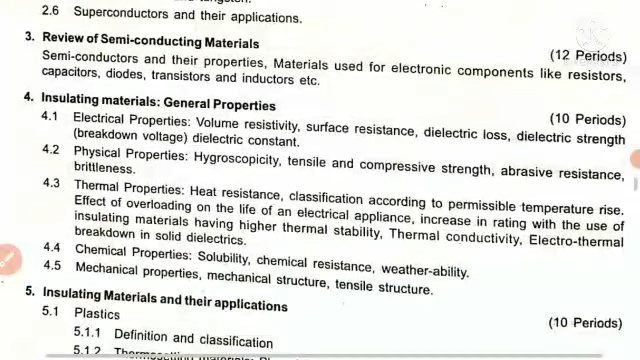 2.6 Superconductors and their applications.
3. Review of Semi-conducting Materials
(12 Periods)
Semi-conductors and their properties, Materials used for electronic components like resistors,
capacitors, diodes, transistors and inductors etc.
4. Insulating materials: General Properties
(10 Periods)
4.1 Electrical Properties: Volume resistivity, surface resistance, dielectric loss, dielectric strength
(breakdown voltage) dielectric constant.
4.2 Physical Properties: Hygroscopicity, tensile and compressive strength, abrasive resistance,
brittleness.
4.3 Thermal Properties: Heat resistance, classification according to permissible temperature rise.
Effect of overloading on the life of an electrical appliance, increase in rating with the use of
insulating materials having higher thermal stability, Thermal conductivity, Electro-thermal
breakdown in solid dielectrics.
4.4 Chemical Properties: Solubility, chemical resistance, weather-ability.
4.5 Mechanical properties, mechanical structure, tensile structure.
5. Insulating Materials and their applications
(10 Periods)
5.1 Plastics
5.1.1 Definition and classification
5.1.2